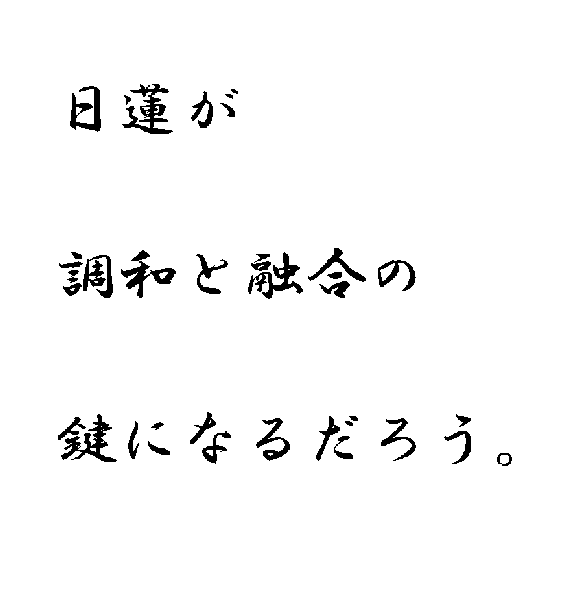 日蓮が
調和と融合の
鍵になるだろう。